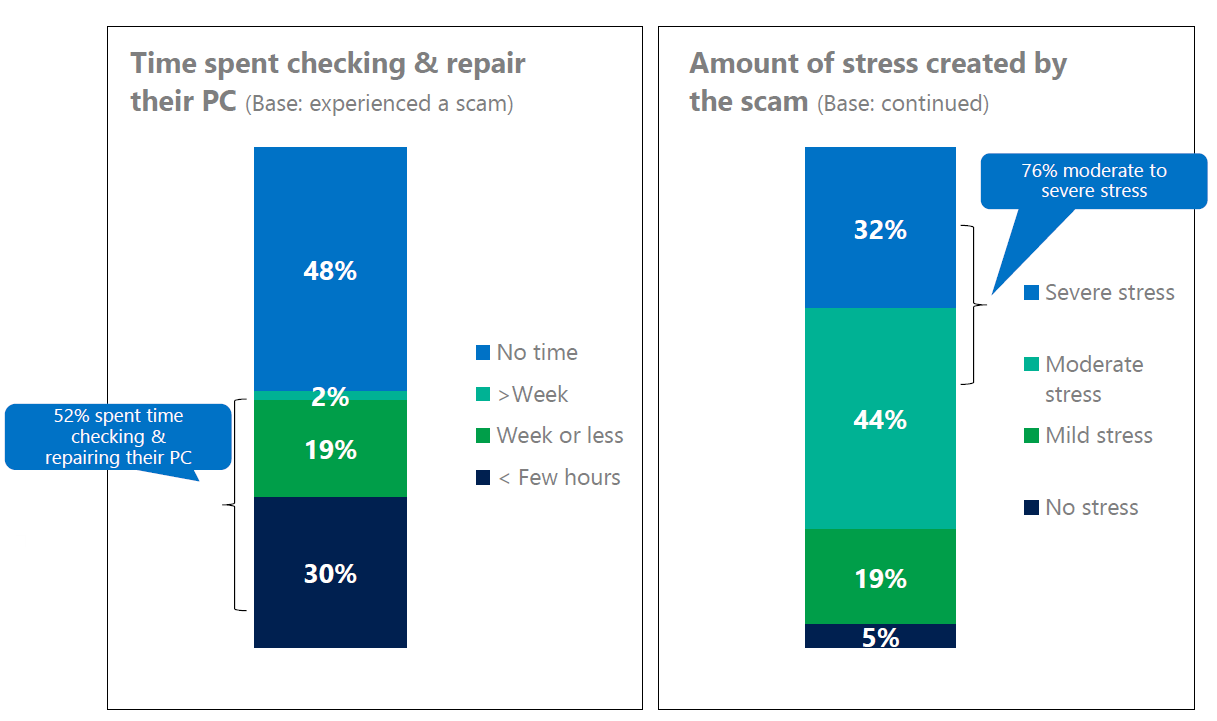 Time spent checking & repair
their PC (Base: experienced a scam)
48%
2%
19%
30%
No time
>Week
Week or less
< Few hours
52% spent time
checking &
repairing their PC
Amount of stress created by
the scam (Base: continued)
76% moderate to
severe stress
32%
44%
19%
5%
Severe stress
Moderate
stress
Mild stress
No stress